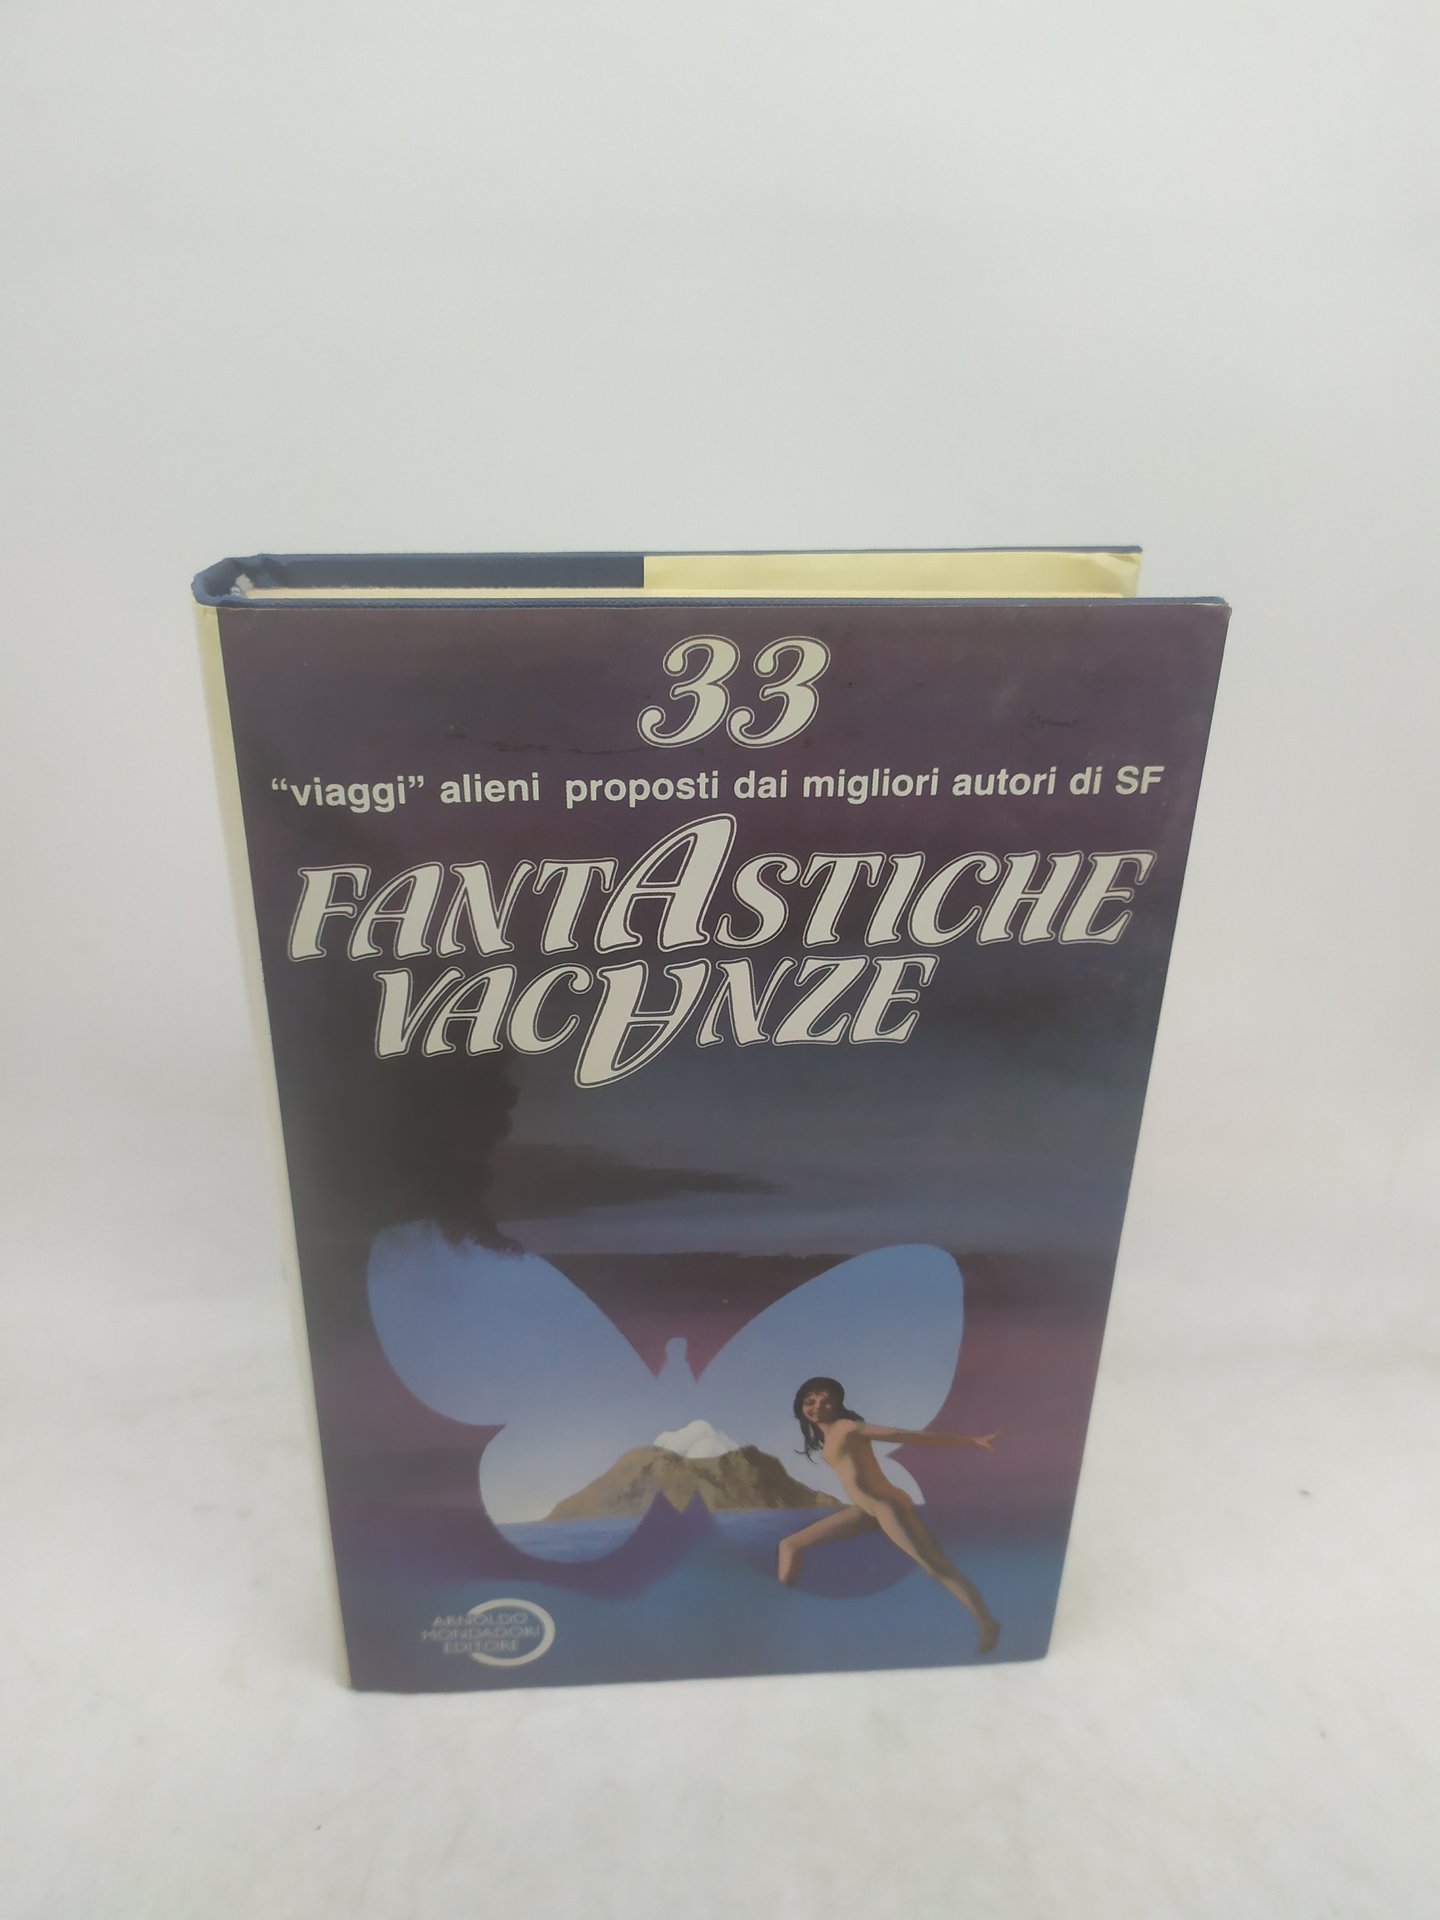 33
“viaggi” alieni proposti dai migliori autori di SF
FANTASTICHE
VACANZE
ARNOLDO
MONDADORI
EDITORE